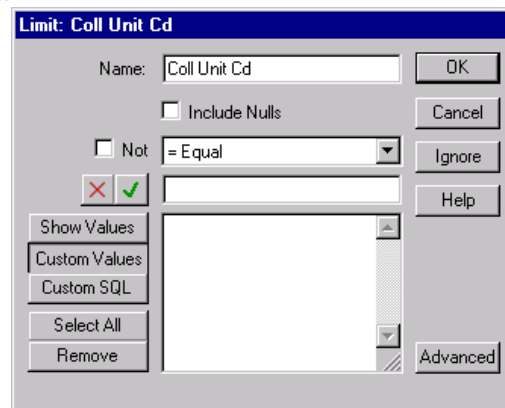 Limit: Coll Unit Cd
Name: Coll Unit Cd OK
Include Nulls Cancel
Not = Equal Ignore
Help
Show Values
Custom Values
Custom SQL
Select All
Remove Advanced